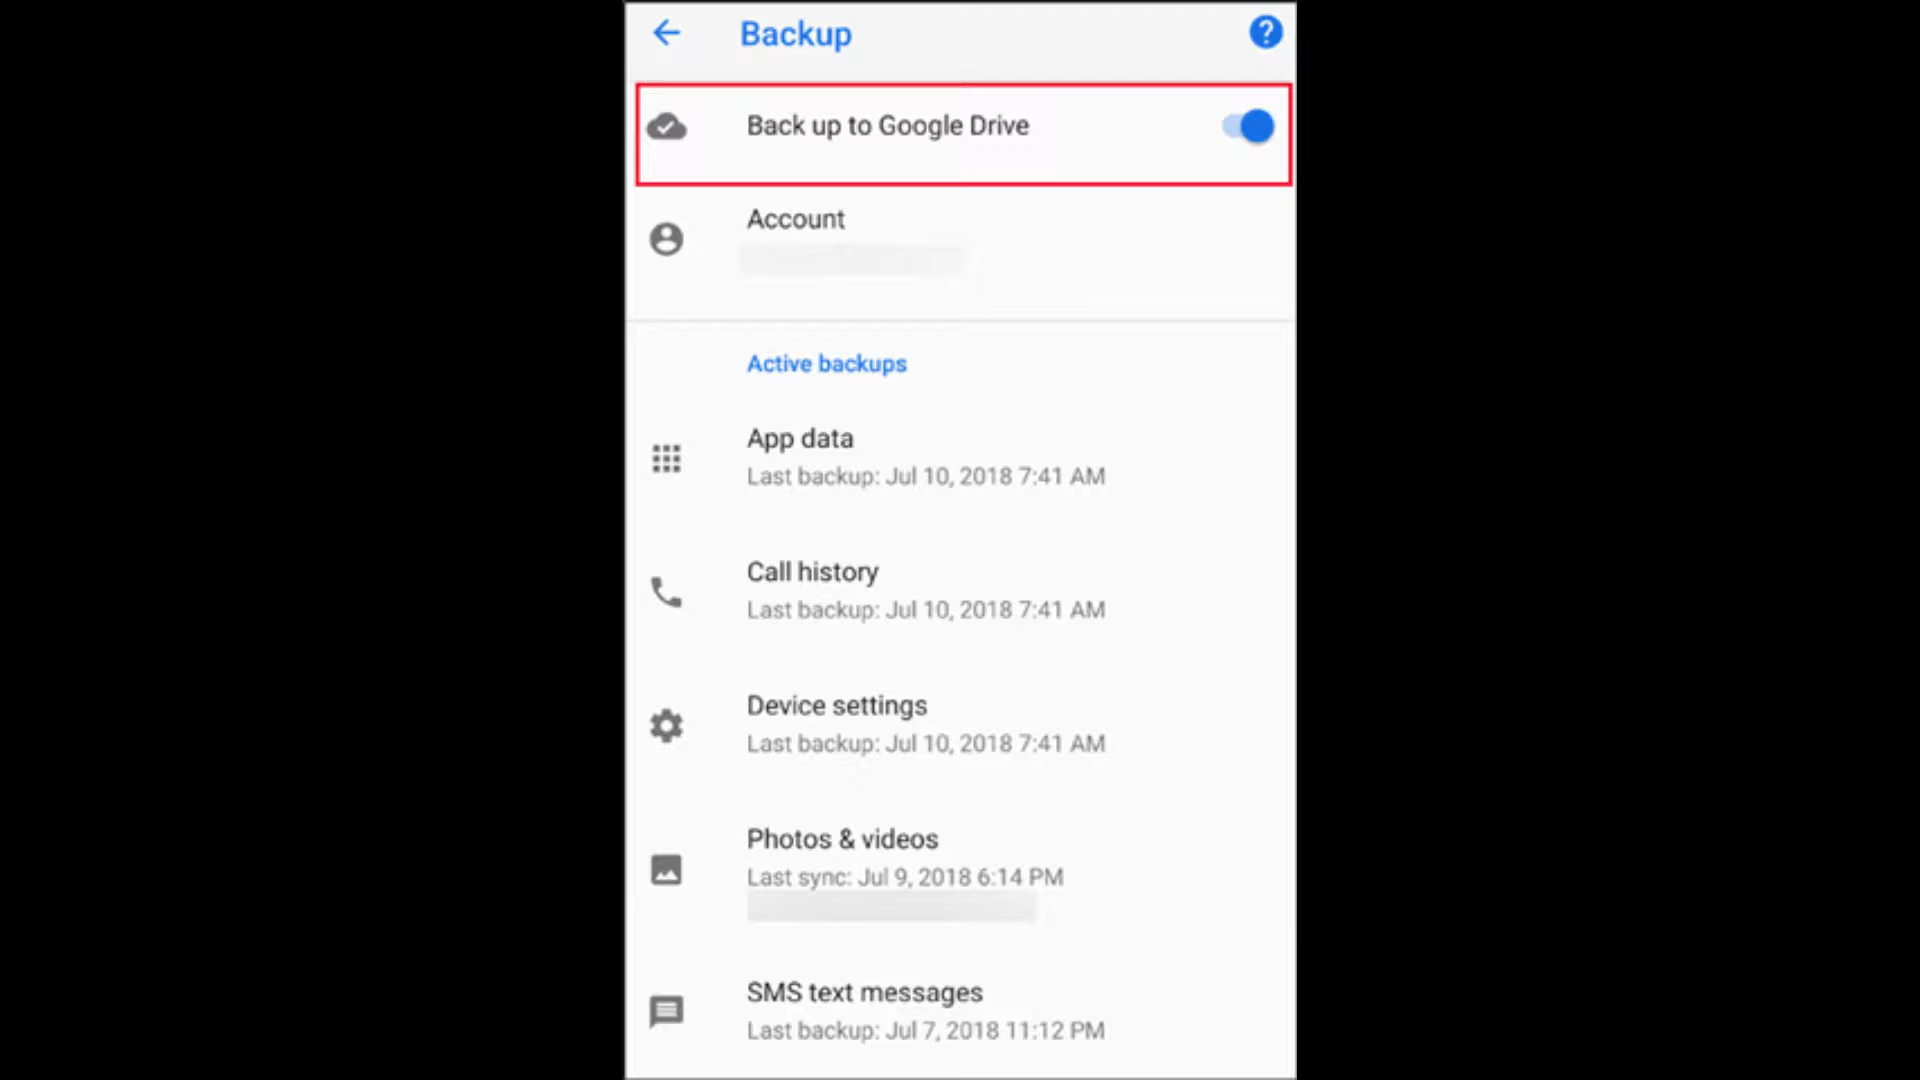 Backup
?
Back up to Google Drive
Account
Active backups
App data
Last backup: Jul 10, 2018 7:41 AM
Call history
Last backup: Jul 10, 2018 7:41 AM
Device settings
Last backup: Jul 10, 2018 7:41 AM
Photos & videos
Last sync: Jul 9, 2018 6:14 PM
SMS text messages
Last backup: Jul 7, 2018 11:12 PM